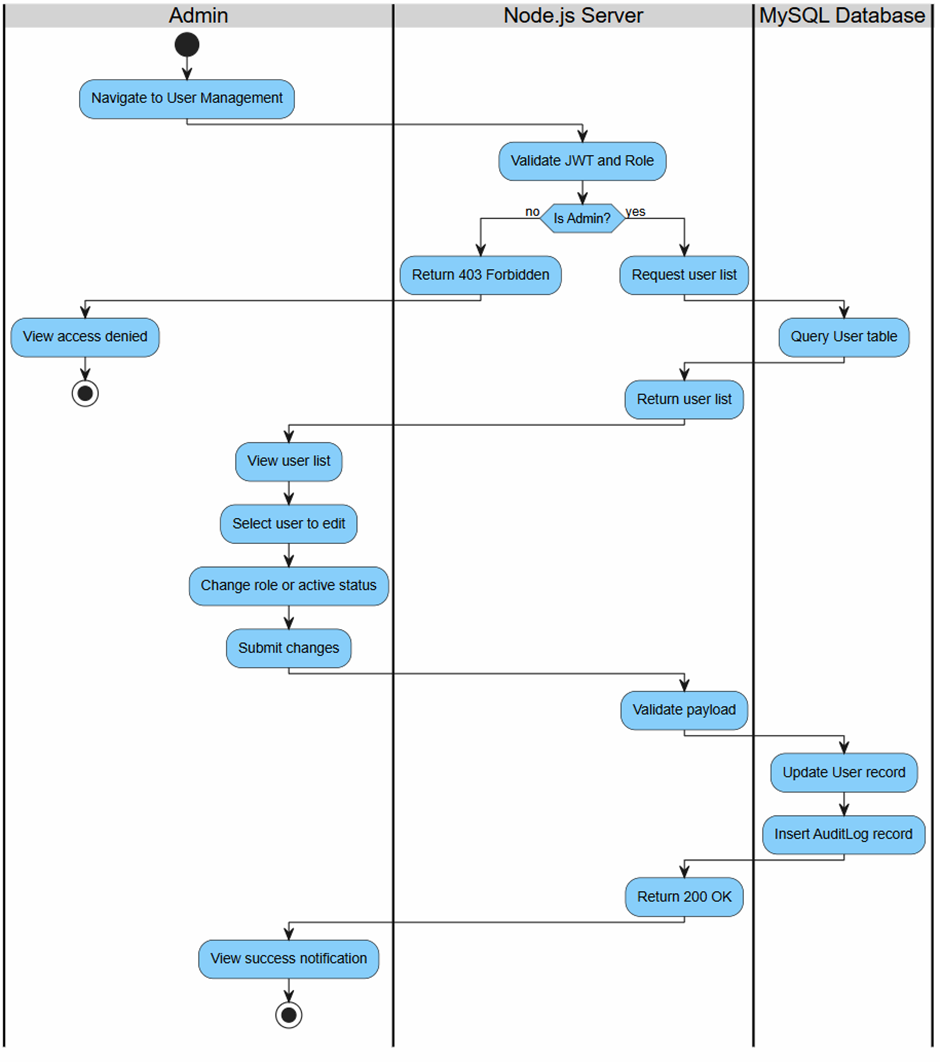 Admin
Node.js Server
MySQL Database
Navigate to User Management
Validate JWT and Role
no
Is Admin?
yes
Return 403 Forbidden
Request user list
View access denied
Query User table
Return user list
View user list
Select user to edit
Change role or active status
Submit changes
Validate payload
Update User record
Insert AuditLog record
Return 200 OK
View success notification